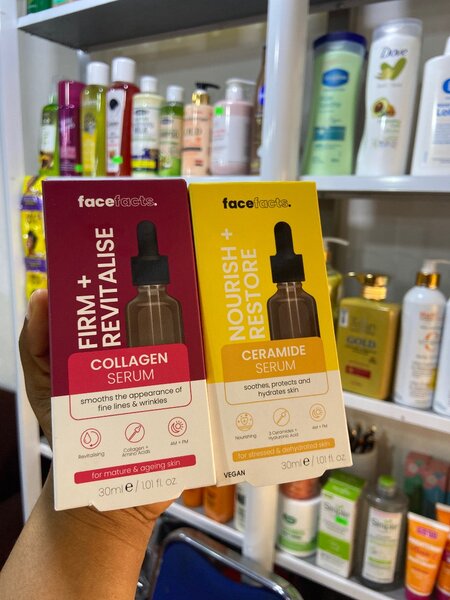 facefacts.
FIRM +
REVITALISE
COLLAGEN
SERUM
smooths the appearance of
fine lines & wrinkles
Revitalising
Collagen +
Amino Acids
AM + PM
for mature & ageing skin
30ml e / 1.01 fl. oz
facefacts.
NOURISH +
RESTORE
CERAMIDE
SERUM
soothes, protects and
hydrates skin
Nourishing
3 Ceramides +
Hyaluronic Acid
AM + PM
for stressed & dehydrated skin
VEGAN
30ml e / 1.01 fl. oz
Vaseline
Dove
GOLD
Simple
Simple